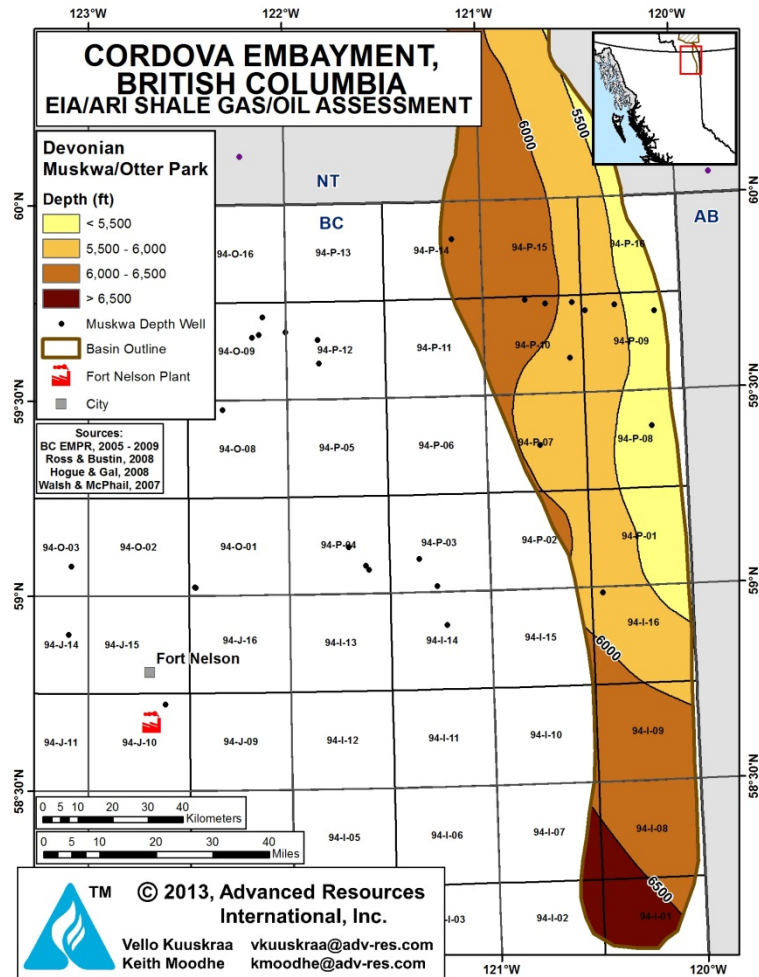 123°W 122°W 121°W 120°W
CORDOVA EMBAYMENT,
BRITISH COLUMBIA
EIA/ARI SHALE GAS/OIL ASSESSMENT
Devonian
Muskwa/Otter Park
Depth (ft)
< 5,500
5,500 - 6,000
6,000 - 6,500
> 6,500
Muskwa Depth Well
Basin Outline
Fort Nelson Plant
City
Sources:
BC EMPR, 2005 - 2009
Ross & Bustin, 2008
Hogue & Gal, 2008
Walsh & McPhail, 2007
6000
5500
NT
60°N
60°N
BC
AB
94-O-16 94-P-13 94-P-14 94-P-15 94-P-16
94-O-09 94-P-12 94-P-11 94-P-10 94-P-09
59°30'N
59°30'N
94-O-08 94-P-05 94-P-06 94-P-07 94-P-08
94-O-03 94-O-02 94-O-01 94-P-04 94-P-03 94-P-02 94-P-01
59°N
59°N
94-J-14 94-J-15 94-J-16 94-I-13 94-I-14 94-I-15 94-I-16
6000
Fort Nelson
94-J-11 94-J-10 94-J-09 94-I-12 94-I-11 94-I-10 94-I-09
58°30'N
58°30'N
0 5 10 20 30 40
Kilometers
0 5 10 20 30 40
Miles
94-I-05 94-I-06 94-I-07 94-I-08
6500
-I-03 94-I-02 94-I-01
TM
© 2013, Advanced Resources
International, Inc.
Vello Kuuskraa vkuuskraa@adv-res.com
Keith Moodhe kmoodhe@adv-res.com
121°W 120°W